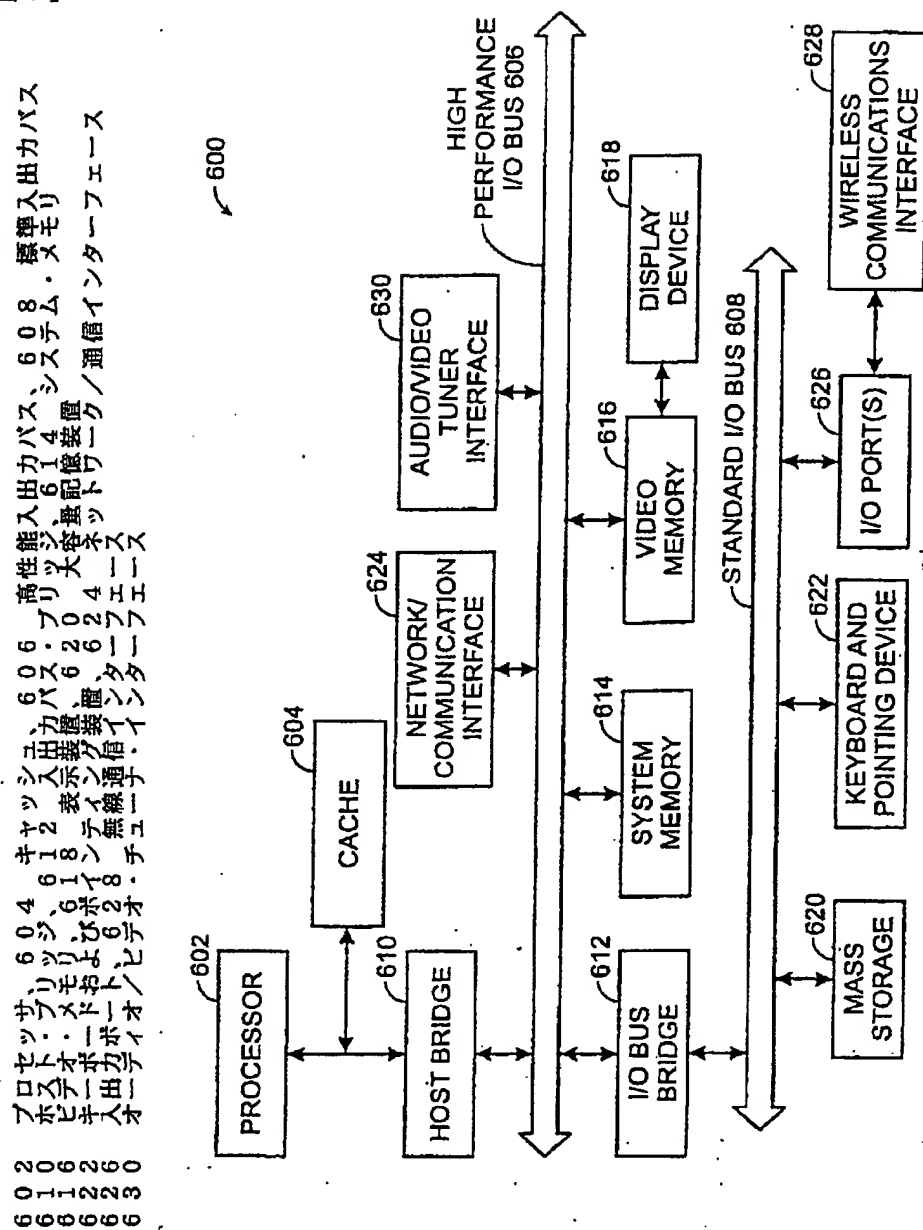 602 プロセッサ、604 キャッシュ、606 高性能入出力バス、608 標準入出力バス
610 ホスト・ブリッジ、612 入出力バス・ブリッジ、614 システム・メモリ
616 ビデオ・メモリ、618 表示装置、620 大容量記憶装置
622 キーボードおよびポインティング装置、624 ネットワーク／通信インターフェース
626 入出力ポート、628 無線通信インターフェース
630 オーディオ／ビデオ・チューナ・インターフェース
600
602
PROCESSOR
604
CACHE
610
HOST BRIDGE
624
NETWORK/
COMMUNICATION
INTERFACE
630
AUDIO/VIDEO
TUNER
INTERFACE
HIGH
PERFORMANCE
I/O BUS 606
612
I/O BUS
BRIDGE
614
SYSTEM
MEMORY
616
VIDEO
MEMORY
618
DISPLAY
DEVICE
STANDARD I/O BUS 608
620
MASS
STORAGE
622
KEYBOARD AND
POINTING DEVICE
626
I/O PORT(S)
628
WIRELESS
COMMUNICATIONS
INTERFACE